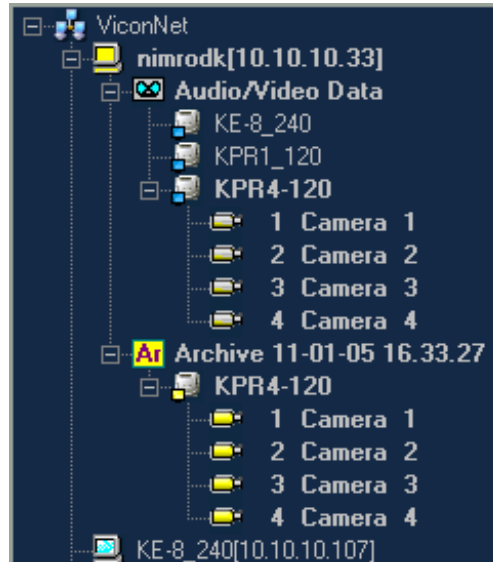 ViconNet
nimrodk[10.10.10.33]
Audio/Video Data
KE-8_240
KPR1_120
KPR4-120
1 Camera 1
2 Camera 2
3 Camera 3
4 Camera 4
Ar Archive 11-01-05 16.33.27
KPR4-120
1 Camera 1
2 Camera 2
3 Camera 3
4 Camera 4
KE-8_240[10.10.10.107]